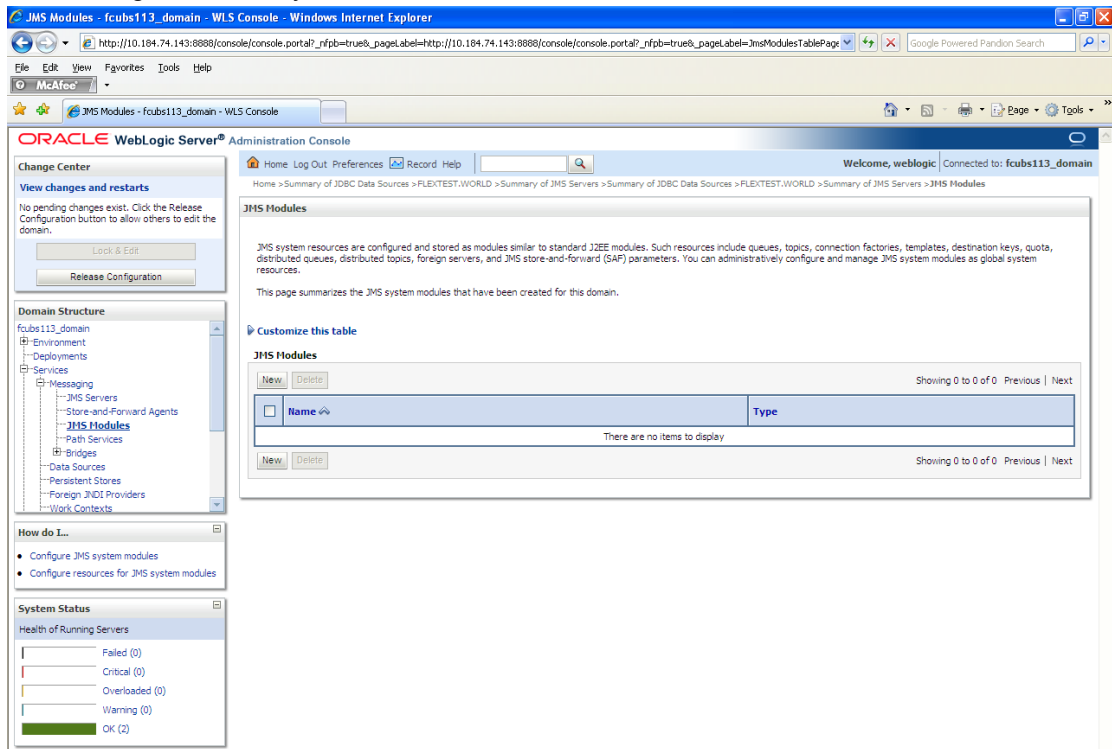 JMS Modules - fcubs113_domain - WLS Console - Windows Internet Explorer
http://10.184.74.143:8888/console/console.portal?_nfpb=true&_pageLabel=http://10.184.74.143:8888/console/console.portal?_nfpb=true&_pageLabel=JmsModulesTablePage
Google Powered Pandion Search
File Edit View Favorites Tools Help
McAfee
JMS Modules - fcubs113_domain - WLS Console
Page Tools
ORACLE WebLogic Server® Administration Console
Change Center
View changes and restarts
No pending changes exist. Click the Release
Configuration button to allow others to edit the
domain.
Lock & Edit
Release Configuration
Domain Structure
fcubs113_domain
Environment
Deployments
Services
Messaging
JMS Servers
Store-and-Forward Agents
JMS Modules
Path Services
Bridges
Data Sources
Persistent Stores
Foreign JNDI Providers
Work Contexts
How do I...
Configure JMS system modules
Configure resources for JMS system modules
System Status
Health of Running Servers
Failed (0)
Critical (0)
Overloaded (0)
Warning (0)
OK (2)
Home Log Out Preferences Record Help
Welcome, weblogic Connected to: fcubs113_domain
Home >Summary of JDBC Data Sources >FLEXTEST.WORLD >Summary of JMS Servers >Summary of JDBC Data Sources >FLEXTEST.WORLD >Summary of JMS Servers >JMS Modules
JMS Modules
JMS system resources are configured and stored as modules similar to standard J2EE modules. Such resources include queues, topics, connection factories, templates, destination keys, quota,
distributed queues, distributed topics, foreign servers, and JMS store-and-forward (SAF) parameters. You can administratively configure and manage JMS system modules as global system
resources.
This page summarizes the JMS system modules that have been created for this domain.
Customize this table
JMS Modules
New Delete Showing 0 to 0 of 0 Previous | Next
Name Type
There are no items to display
New Delete Showing 0 to 0 of 0 Previous | Next